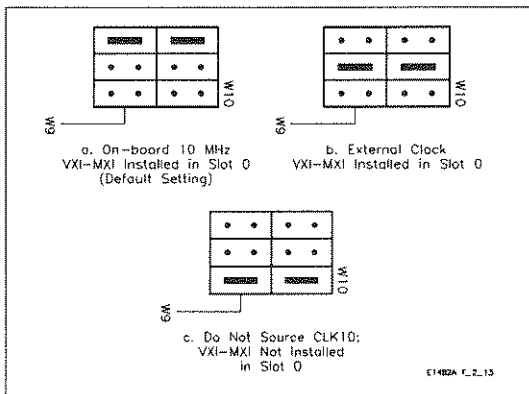 W10
W9
a. On-board 10 MHz
VXI-MXI Installed in Slot 0
(Default Setting)
W10
W9
b. External Clock
VXI-MXI Installed in Slot 0
W10
W9
c. Do Not Source CLK10;
VXI-MXI Not Installed
in Slot 0
E1482A F_2_13